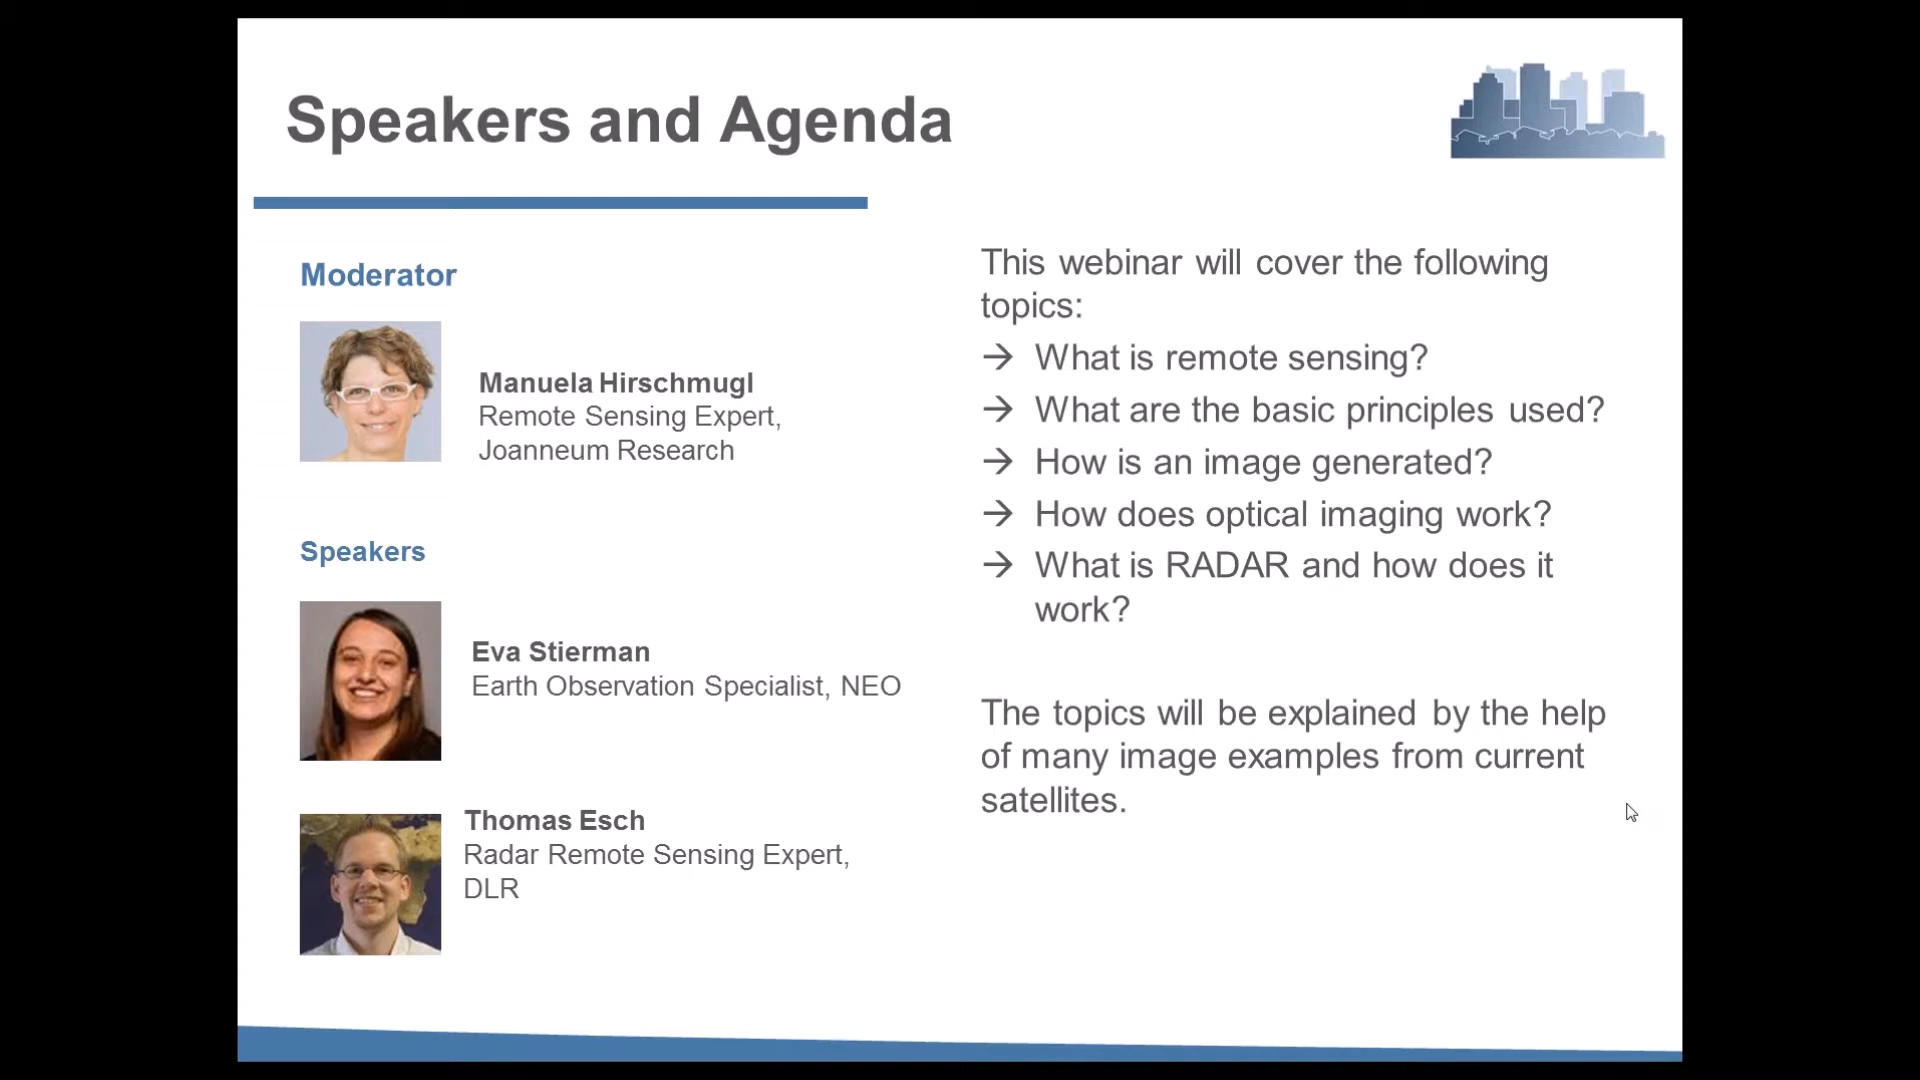 Speakers and Agenda
Moderator
Manuela Hirschmugl
Remote Sensing Expert,
Joanneum Research
Speakers
Eva Stierman
Earth Observation Specialist, NEO
Thomas Esch
Radar Remote Sensing Expert,
DLR
This webinar will cover the following
topics:
→ What is remote sensing?
→ What are the basic principles used?
→ How is an image generated?
→ How does optical imaging work?
→ What is RADAR and how does it
work?
The topics will be explained by the help
of many image examples from current
satellites.